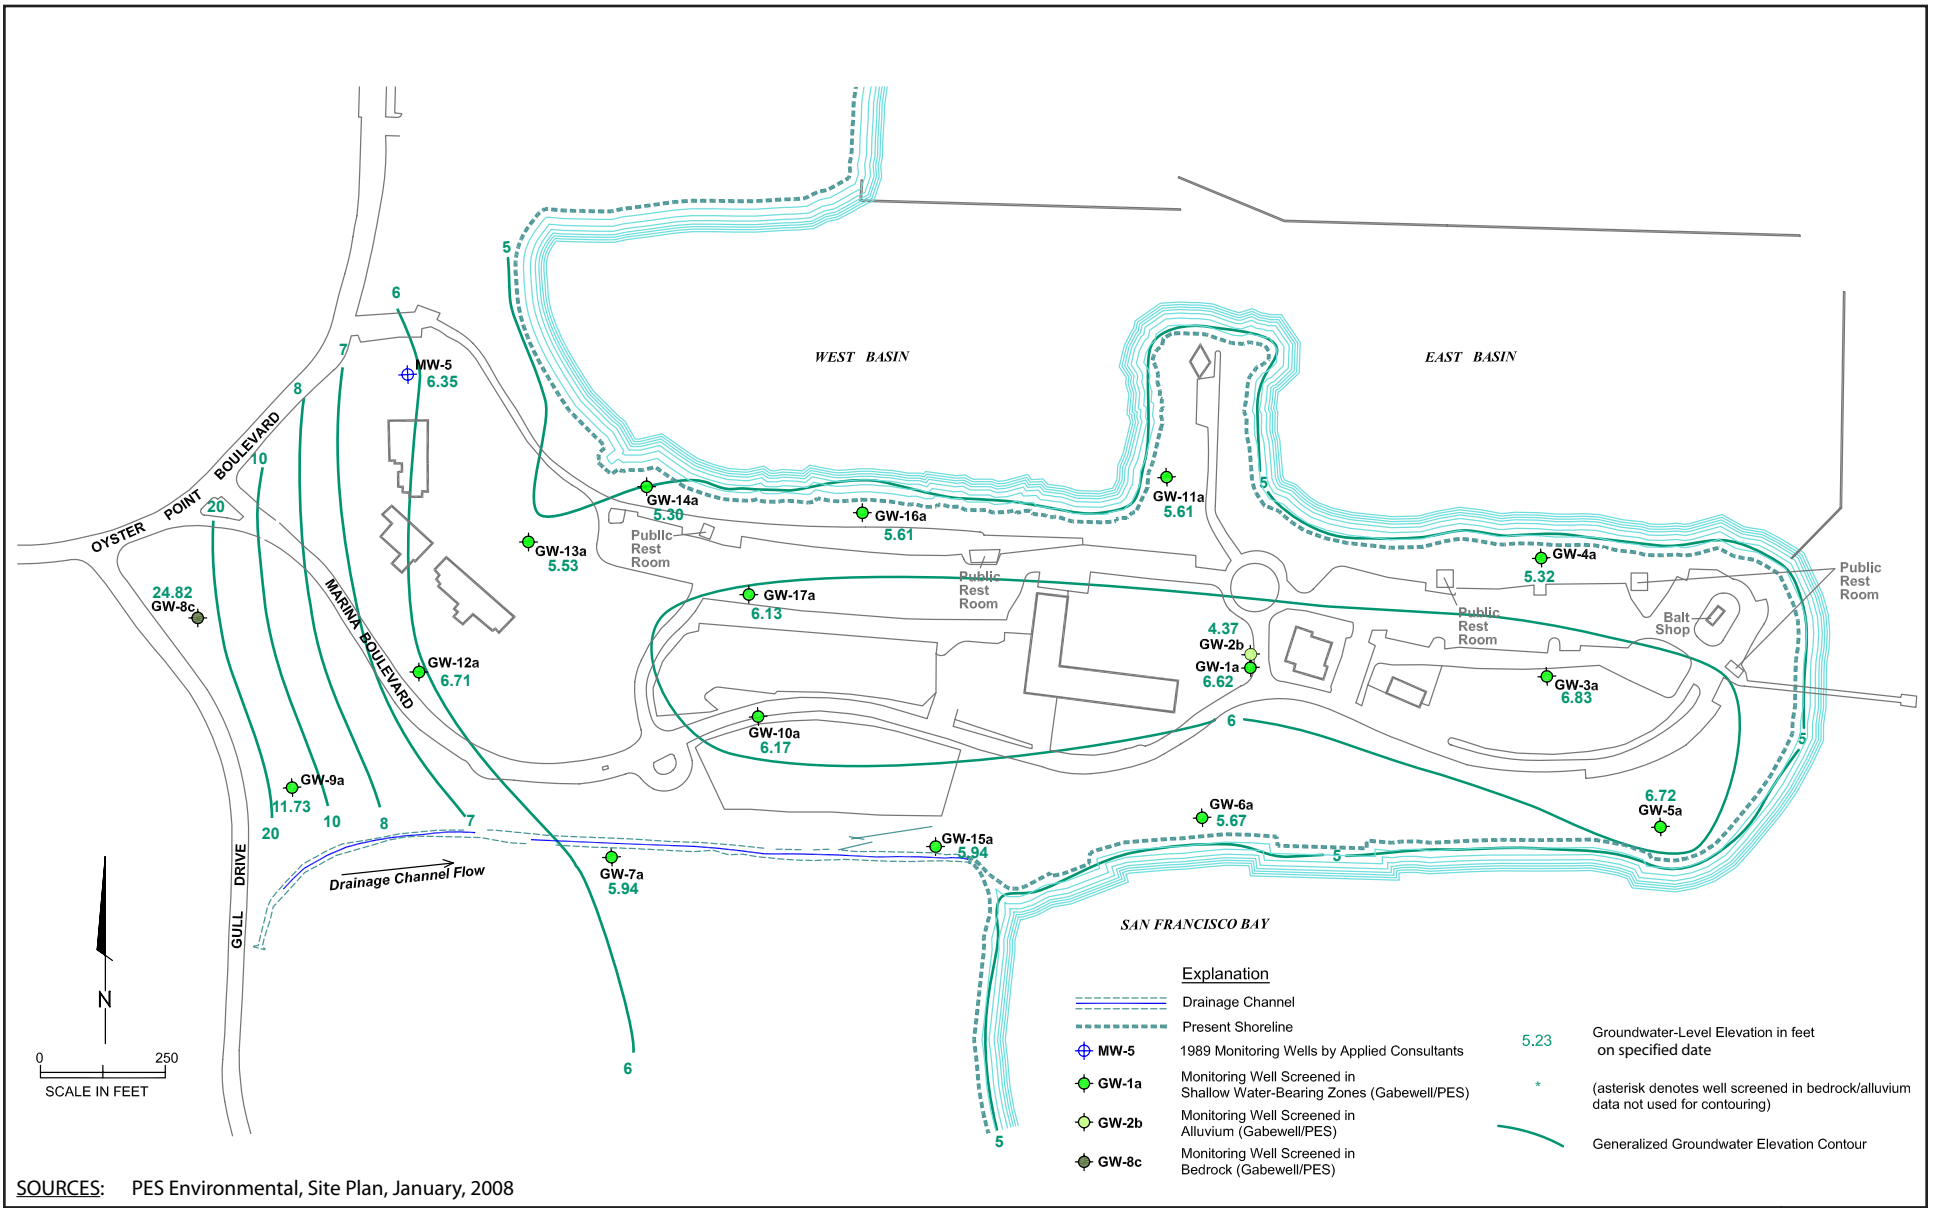 5
6
7
MW-5
6.35
8
WEST BASIN
EAST BASIN
OYSTER POINT BOULEVARD
10
20
5
GW-11a
5.61
GW-14a
5.30
GW-16a
5.61
GW-13a
5.53
Public
Rest
Room
GW-4a
5.32
Public
Rest
Room
Public
Rest
Room
24.82
GW-8c
MARINA BOULEVARD
GW-17a
6.13
Public
Rest
Room
Balt
Shop
4.37
GW-2b
GW-1a
6.62
GW-12a
6.71
GW-3a
6.83
GW-10a
6.17
6
5
GW-9a
11.73
20
10
8
7
6.72
GW-5a
GW-6a
5.67
GW-15a
5.94
5
GW-7a
5.94
Drainage Channel Flow
GULL DRIVE
SAN FRANCISCO BAY
N
0 250
SCALE IN FEET
6
5
Explanation
Drainage Channel
Present Shoreline
MW-5 1989 Monitoring Wells by Applied Consultants
GW-1a Monitoring Well Screened in
Shallow Water-Bearing Zones (Gabewell/PES)
GW-2b Monitoring Well Screened in
Alluvium (Gabewell/PES)
GW-8c Monitoring Well Screened in
Bedrock (Gabewell/PES)
5.23 Groundwater-Level Elevation in feet
on specified date
* (asterisk denotes well screened in bedrock/alluvium
data not used for contouring)
Generalized Groundwater Elevation Contour
SOURCES: PES Environmental, Site Plan, January, 2008